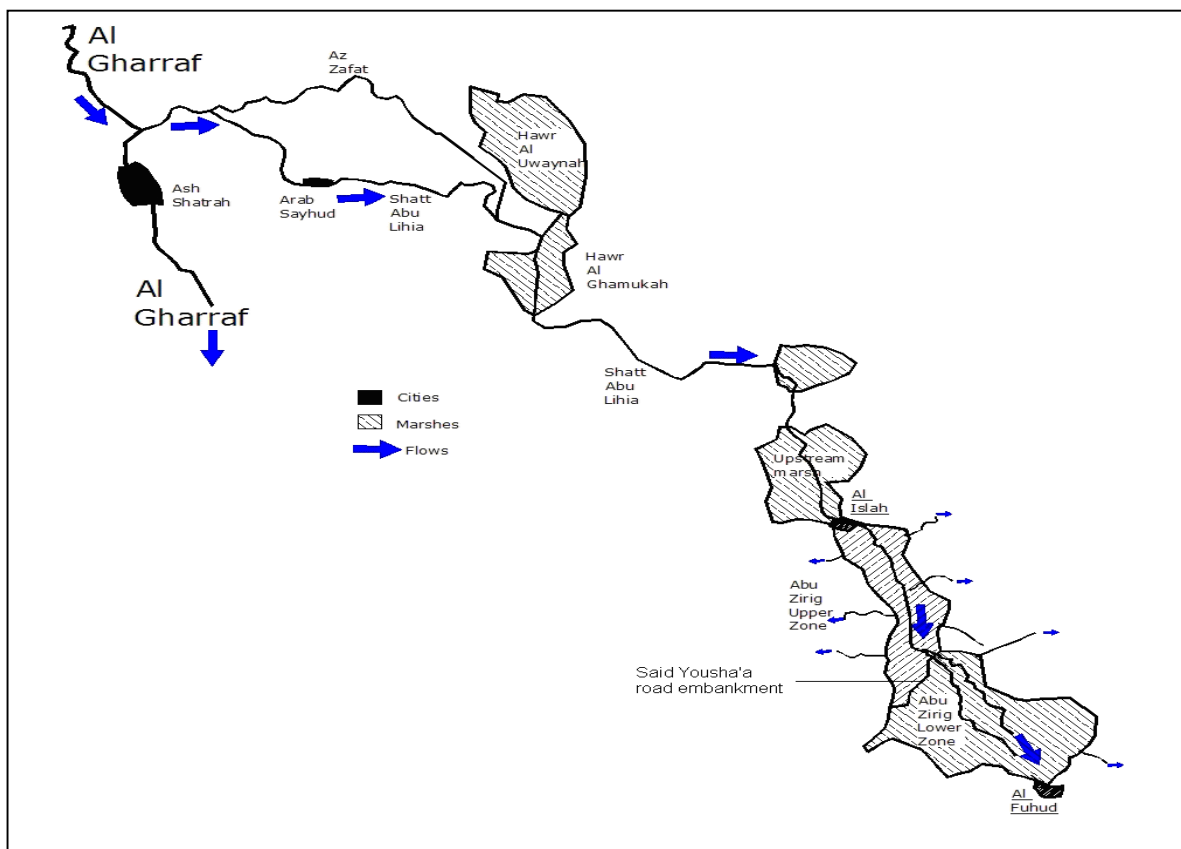 Al
Gharraf
Az
Zafat
Hawr
Al
Uwaynah
Ash
Shatrah
Arab
Sayhud
Shatt
Abu
Lihia
Hawr
Al
Ghamukah
Al
Gharraf
Shatt
Abu
Lihia
Cities
Marshes
Flows
Upstream
marsh
Al
Islah
Abu
Zirig
Upper
Zone
Said Yousha'a
road embankment
Abu
Zirig
Lower
Zone
Al
Fuhud